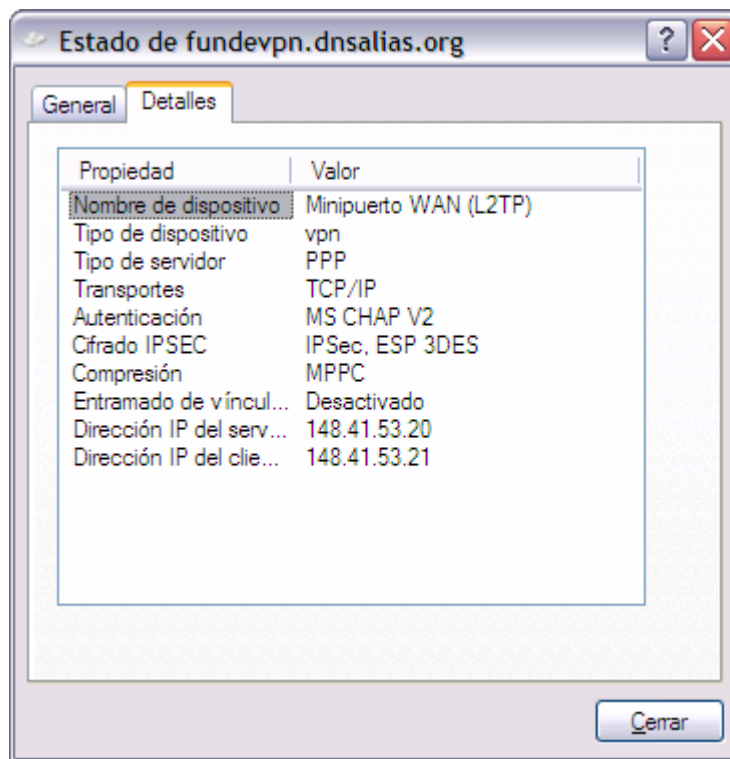 Estado de fundevpn.dnsalias.org
General Detalles
Propiedad Valor
Nombre de dispositivo Minipuerto WAN (L2TP)
Tipo de dispositivo vpn
Tipo de servidor PPP
Transportes TCP/IP
Autenticación MS CHAP V2
Cifrado IPSEC IPSec, ESP 3DES
Compresión MPPC
Entramado de víncul... Desactivado
Dirección IP del serv... 148.41.53.20
Dirección IP del clie... 148.41.53.21
Cerrar